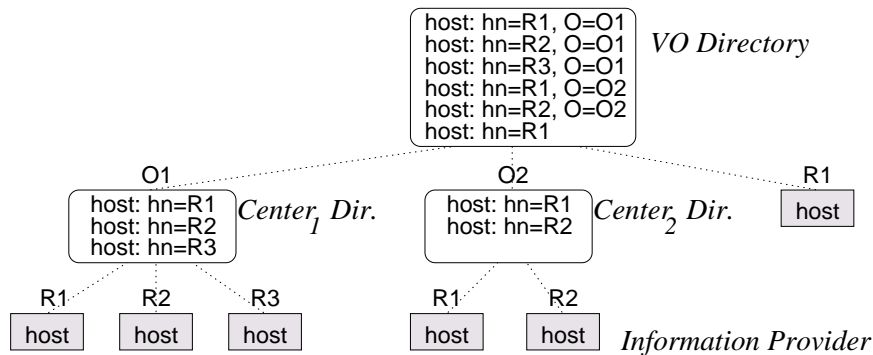 host: hn=R1, O=O1
host: hn=R2, O=O1
host: hn=R3, O=O1
host: hn=R1, O=O2
host: hn=R2, O=O2
host: hn=R1
VO Directory
O1
O2
R1
host: hn=R1
host: hn=R2
host: hn=R3
Center 1 Dir.
host: hn=R1
host: hn=R2
Center 2 Dir.
host
R1
R2
R3
R1
R2
host
host
host
host
host
Information Provider